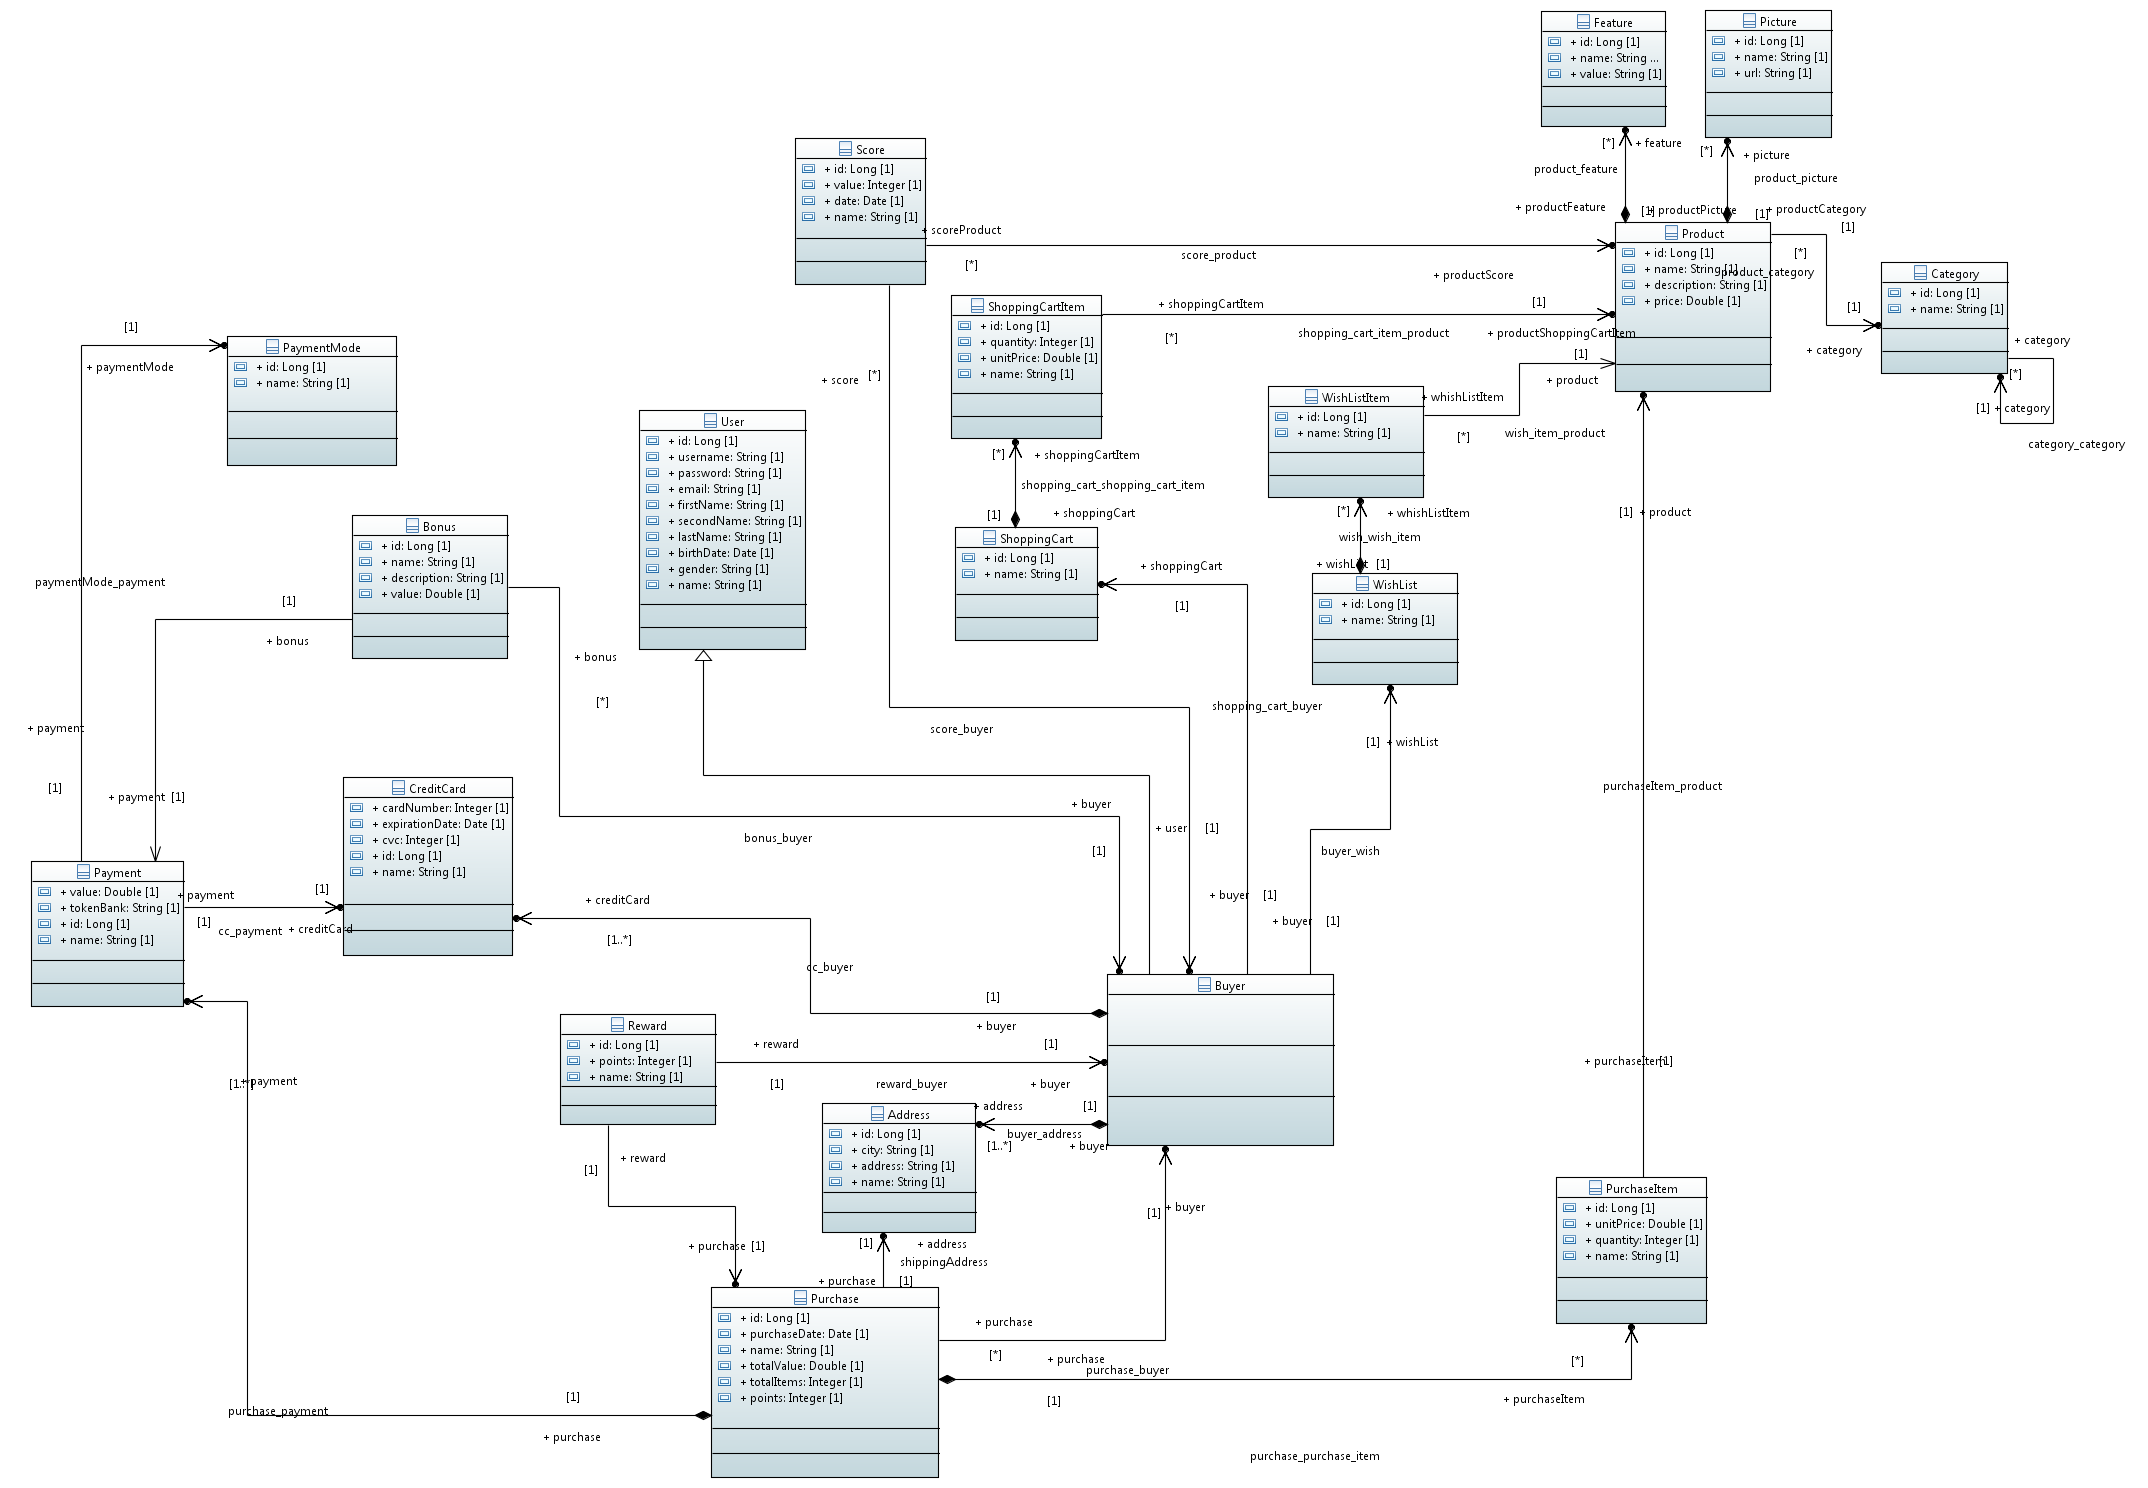 Feature
+ id: Long [1]
+ name: String ...
+ value: String [1]
Picture
+ id: Long [1]
+ name: String [1]
+ url: String [1]
[*]
+ feature
product_feature
+ productFeature
[*]
+ picture
product_picture
[1]
+ productPicture
[1]
+ productCategory
[1]
[*]
product_category
Score
+ id: Long [1]
+ value: Integer [1]
+ date: Date [1]
+ name: String [1]
+ scoreProduct
[*]
score_product
+ productScore
[1]
Product
+ id: Long [1]
+ name: String [1]
+ description: String [1]
+ price: Double [1]
Category
+ id: Long [1]
+ name: String [1]
[1]
+ category
+ category
[*]
[1]
+ category
category_category
ShoppingCartItem
+ id: Long [1]
+ quantity: Integer [1]
+ unitPrice: Double [1]
+ name: String [1]
+ shoppingCartItem
[*]
shopping_cart_item_product
+ productShoppingCartItem
[1]
+ product
[1]
PaymentMode
+ id: Long [1]
+ name: String [1]
+ paymentMode
+ score
[*]
WishListItem
+ id: Long [1]
+ name: String [1]
+ whishListItem
[*]
wish_item_product
User
+ id: Long [1]
+ username: String [1]
+ password: String [1]
+ email: String [1]
+ firstName: String [1]
+ secondName: String [1]
+ lastName: String [1]
+ birthDate: Date [1]
+ gender: String [1]
+ name: String [1]
[*]
+ shoppingCartItem
shopping_cart_shopping_cart_item
[1]
+ shoppingCart
ShoppingCart
+ id: Long [1]
+ name: String [1]
+ shoppingCart
[1]
[*]
+ whishListItem
wish_wish_item
+ wishList
[1]
WishList
+ id: Long [1]
+ name: String [1]
[1]
+ product
Bonus
+ id: Long [1]
+ name: String [1]
+ description: String [1]
+ value: Double [1]
paymentMode_payment
[1]
+ bonus
+ bonus
[*]
+ payment
[1]
+ payment
[1]
score_buyer
shopping_cart_buyer
[1]
+ wishList
purchaseItem_product
CreditCard
+ cardNumber: Integer [1]
+ expirationDate: Date [1]
+ cvc: Integer [1]
+ id: Long [1]
+ name: String [1]
bonus_buyer
+ buyer
[1]
+ user
[1]
buyer_wish
+ buyer
[1]
+ buyer
[1]
Payment
+ value: Double [1]
+ tokenBank: String [1]
+ id: Long [1]
+ name: String [1]
+ payment
[1]
[1]
cc_payment
+ creditCard
+ creditCard
[1..*]
cc_buyer
[1]
+ buyer
Buyer
Reward
+ id: Long [1]
+ points: Integer [1]
+ name: String [1]
+ reward
[1]
[1]
reward_buyer
+ buyer
+ purchaseItem
[1]
+ payment
Address
+ id: Long [1]
+ city: String [1]
+ address: String [1]
+ name: String [1]
+ address
[1]
buyer_address
[1..*]
+ buyer
[1]
+ reward
+ purchase
[1]
[1]
+ address
shippingAddress
+ purchase
[1]
[1]
+ buyer
PurchaseItem
+ id: Long [1]
+ unitPrice: Double [1]
+ quantity: Integer [1]
+ name: String [1]
Purchase
+ id: Long [1]
+ purchaseDate: Date [1]
+ name: String [1]
+ totalValue: Double [1]
+ totalItems: Integer [1]
+ points: Integer [1]
+ purchase
[*]
+ purchase
purchase_buyer
[1]
[*]
+ purchaseItem
[1]
purchase_payment
+ purchase
purchase_purchase_item